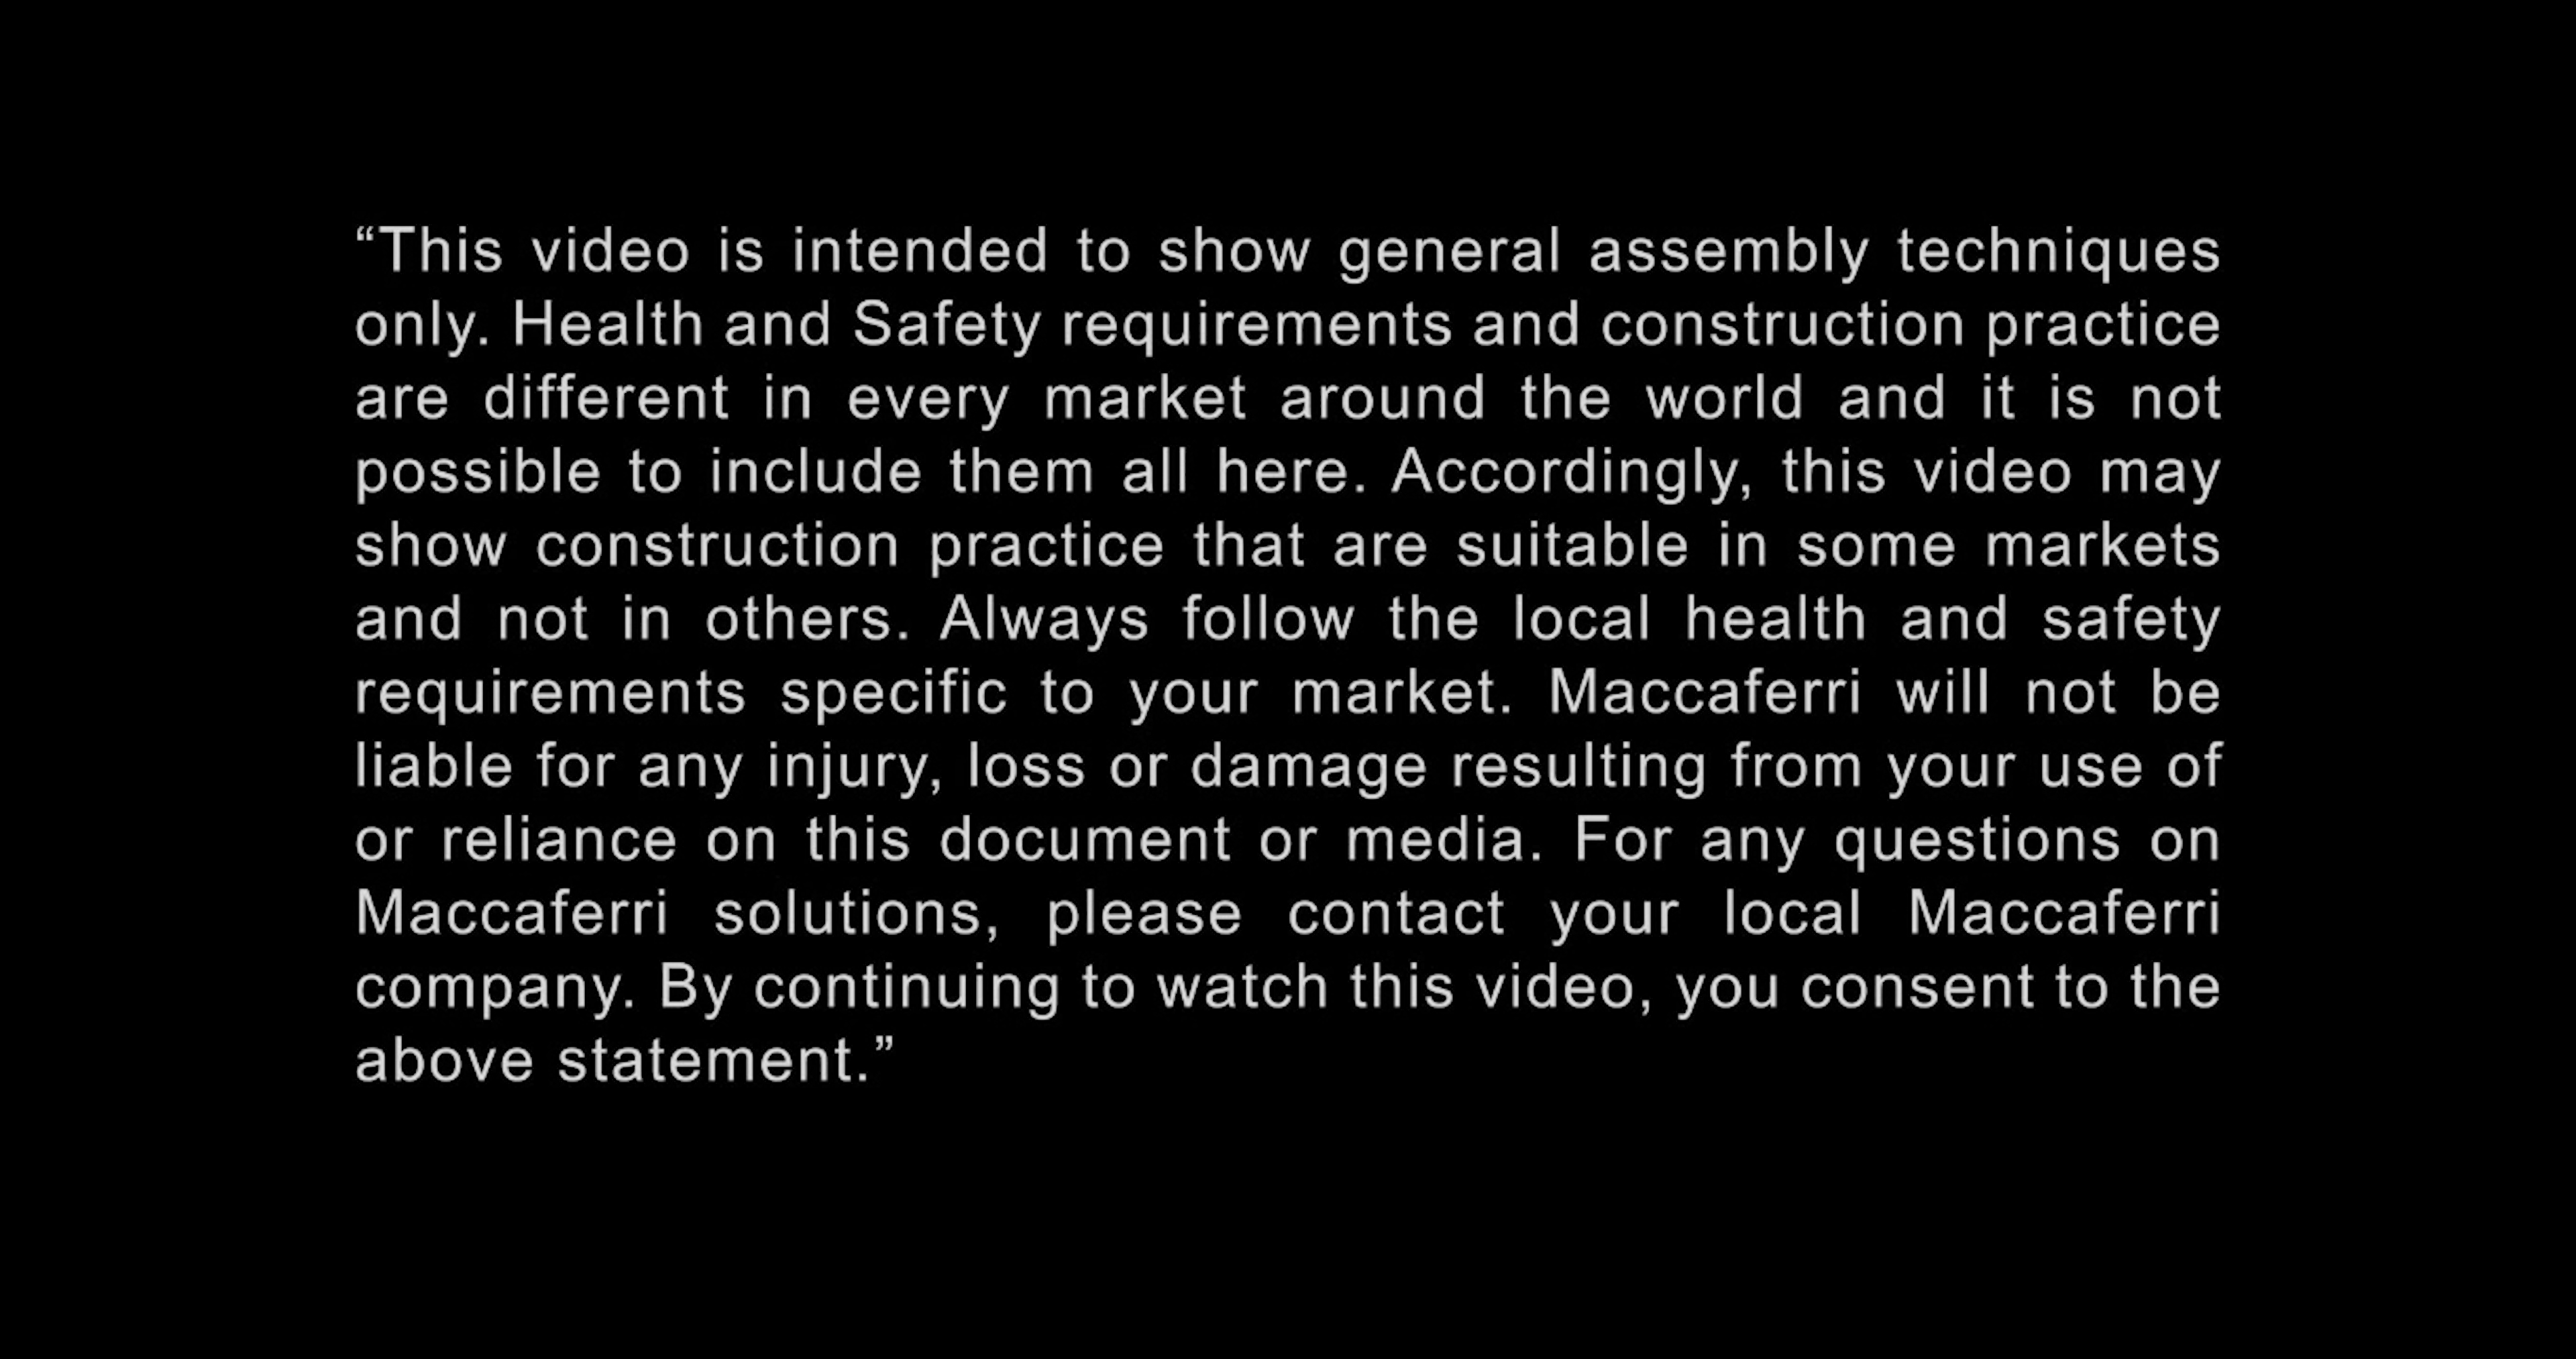 “This video is intended to show general assembly techniques
only. Health and Safety requirements and construction practice
are different in every market around the world and it is not
possible to include them all here. Accordingly, this video may
show construction practice that are suitable in some markets
and not in others. Always follow the local health and safety
requirements specific to your market. Maccaferri will not be
liable for any injury, loss or damage resulting from your use of
or reliance on this document or media. For any questions on
Maccaferri solutions, please contact your local Maccaferri
company. By continuing to watch this video, you consent to the
above statement.”